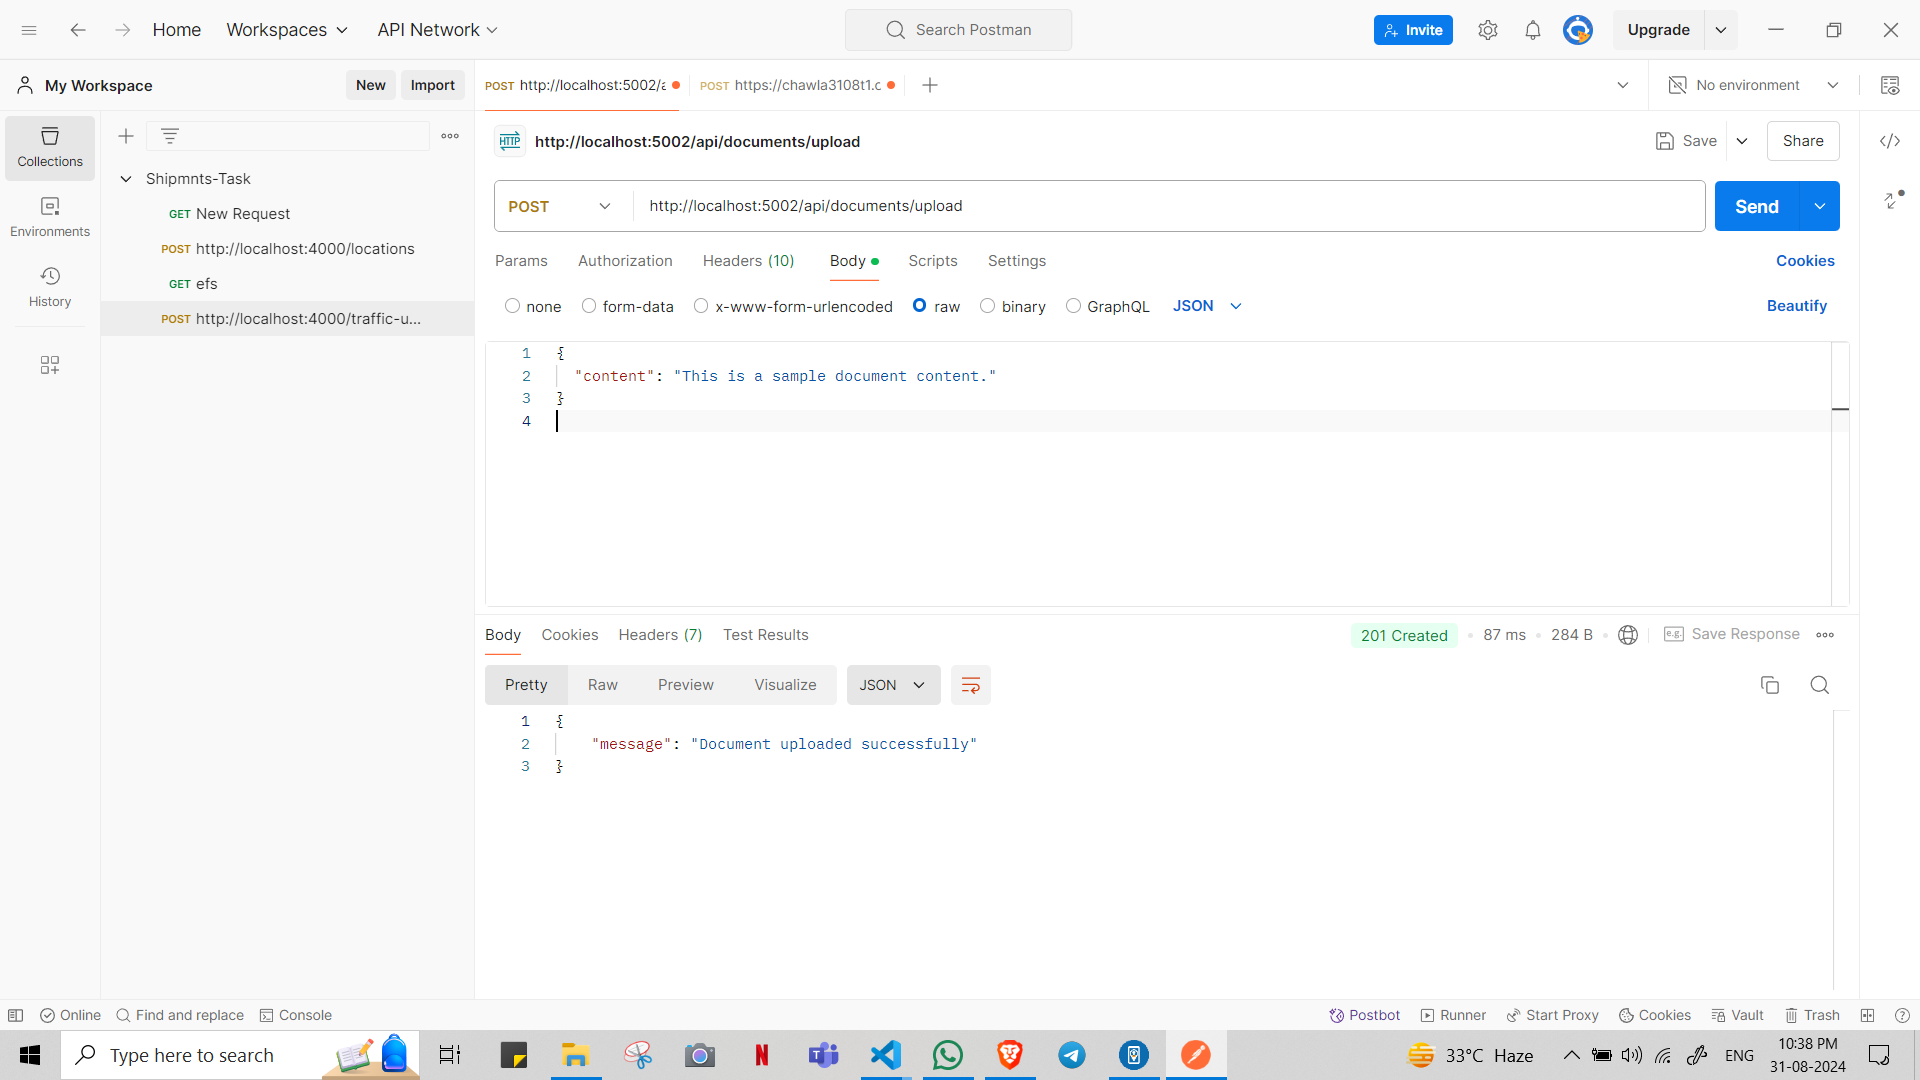 Home Workspaces API Network Search Postman Invite Upgrade
My Workspace New Import POST http://localhost:5002/a POST https://chawla3108t1.c No environment
Collections
Environments
History
Shipmnts-Task
GET New Request
POST http://localhost:4000/locations
GET efs
POST http://localhost:4000/traffic-u...
HTTP http://localhost:5002/api/documents/upload Save Share
POST http://localhost:5002/api/documents/upload Send
Params Authorization Headers (10) Body Scripts Settings Cookies
none form-data x-www-form-urlencoded raw binary GraphQL JSON Beautify
1 {
2 "content": "This is a sample document content."
3 }
4
Body Cookies Headers (7) Test Results 201 Created 87 ms 284 B e.g. Save Response
Pretty Raw Preview Visualize JSON
1 {
2 "message": "Document uploaded successfully"
3 }
Online Find and replace Console Postbot Runner Start Proxy Cookies Vault Trash
Type here to search N 33°C Haze ENG 10:38 PM
31-08-2024